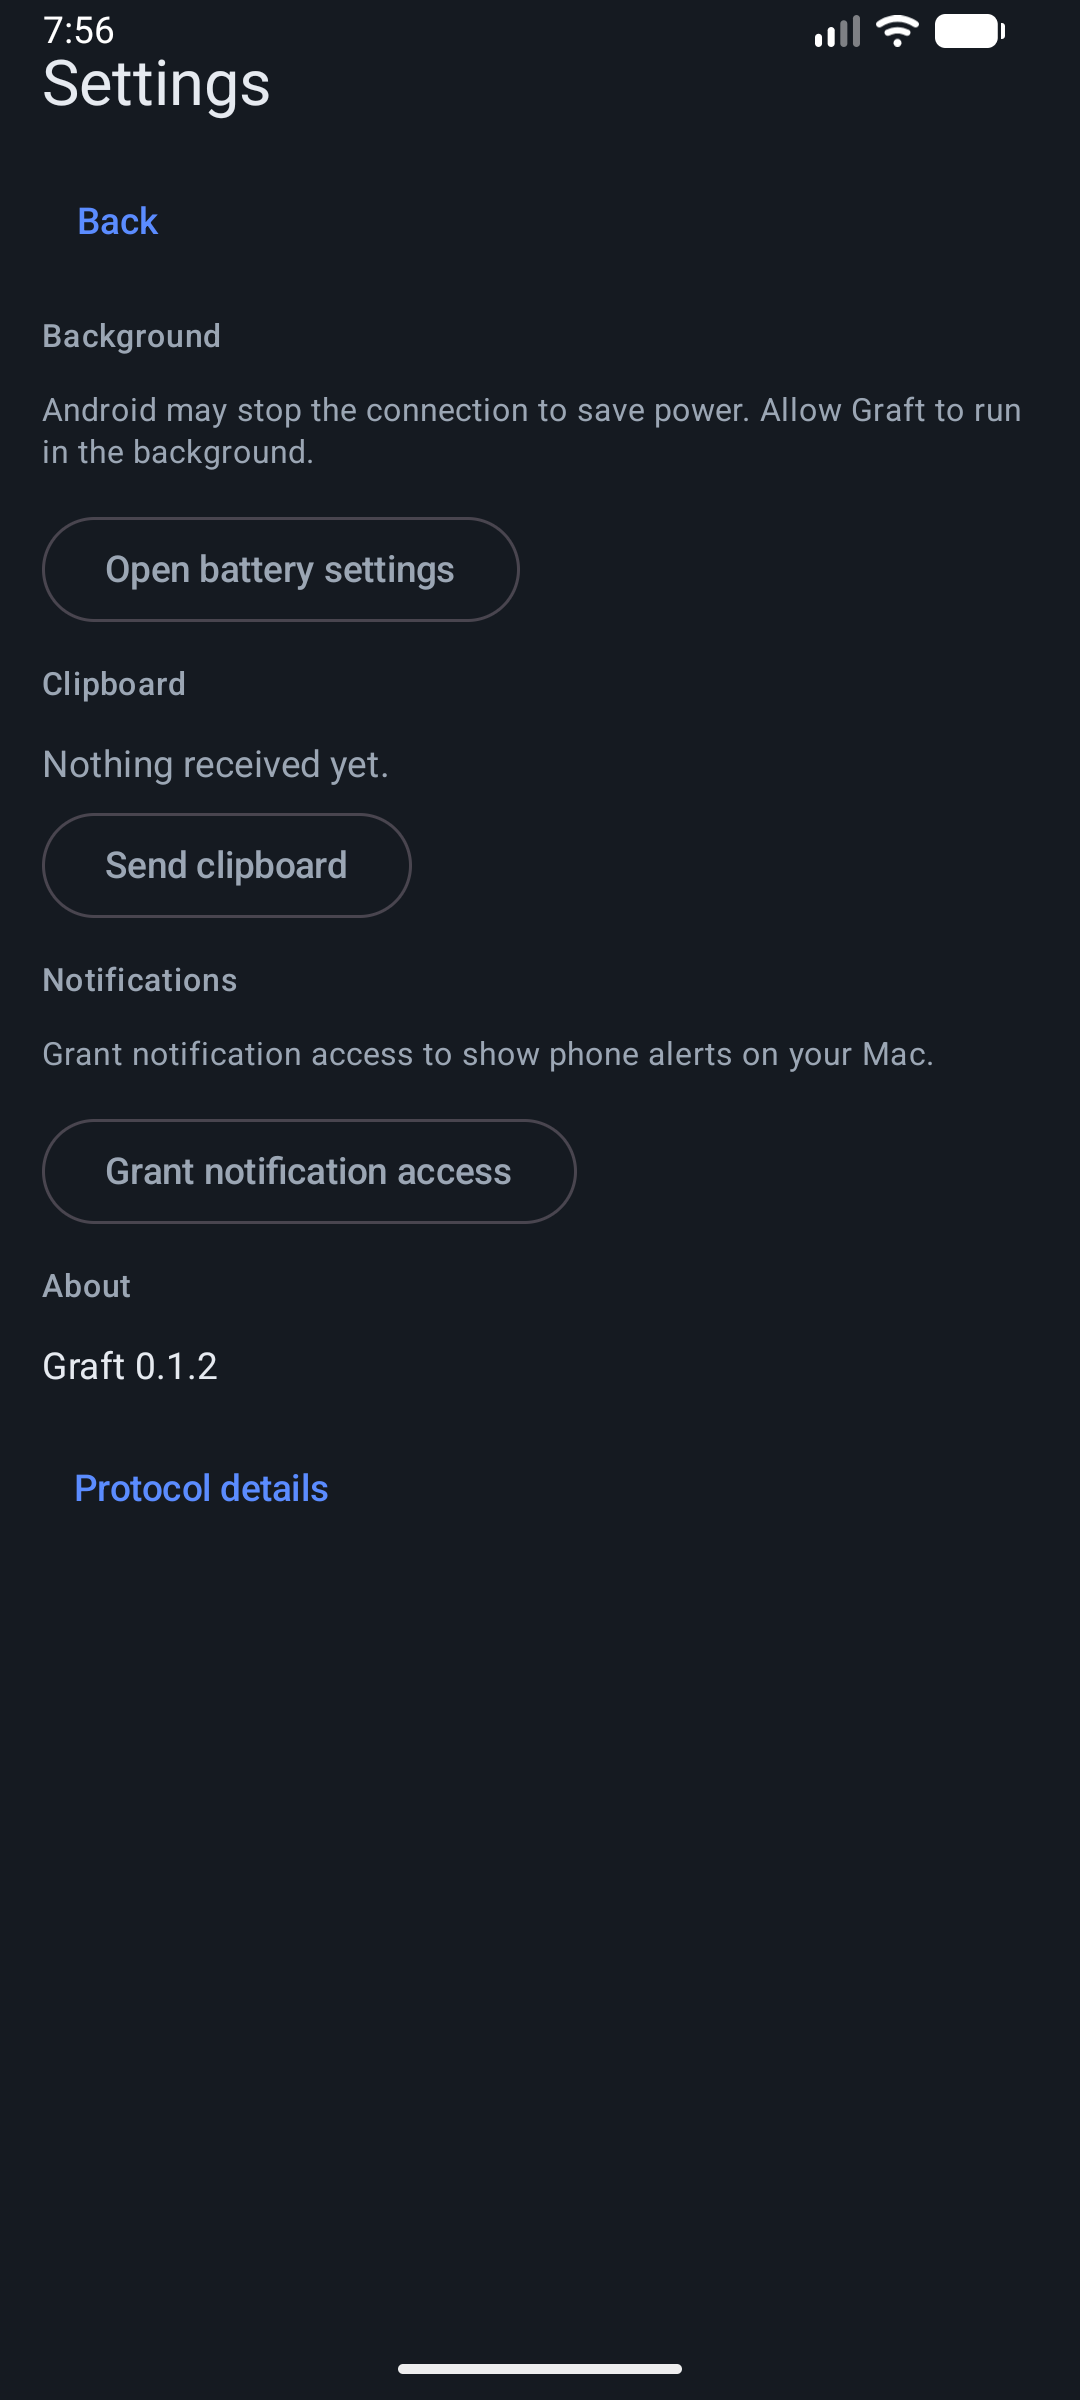 7:56
Settings
Back
Background
Android may stop the connection to save power. Allow Graft to run
in the background.
Open battery settings
Clipboard
Nothing received yet.
Send clipboard
Notifications
Grant notification access to show phone alerts on your Mac.
Grant notification access
About
Graft 0.1.2
Protocol details